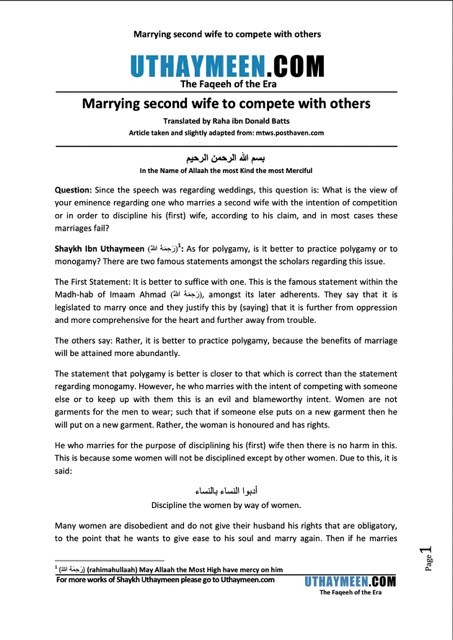 Marrying second wife to compete with others
UTHAYMEEN.COM
The Faqeeh of the Era
Marrying second wife to compete with others
Translated by Raha ibn Donald Batts
Article taken and slightly adapted from: mtws.posthaven.com
بسم الله الرحمن الرحيم
In the Name of Allaah the most Kind the most Merciful
Question: Since the speech was regarding weddings, this question is: What is the view of
your eminence regarding one who marries a second wife with the intention of competition
or in order to discipline his (first) wife, according to his claim, and in most cases these
marriages fail?
Shaykh Ibn Uthaymeen (رَحِمَهُ اللهُ)1: As for polygamy, is it better to practice polygamy or to
monogamy? There are two famous statements amongst the scholars regarding this issue.
The First Statement: It is better to suffice with one. This is the famous statement within the
Madh-hab of Imaam Ahmad (رَحِمَهُ اللهُ), amongst its later adherents. They say that it is
legislated to marry once and they justify this by (saying) that it is further from oppression
and more comprehensive for the heart and further away from trouble.
The others say: Rather, it is better to practice polygamy, because the benefits of marriage
will be attained more abundantly.
The statement that polygamy is better is closer to that which is correct than the statement
regarding monogamy. However, he who marries with the intent of competing with someone
else or to keep up with them this is an evil and blameworthy intent. Women are not
garments for the men to wear; such that if someone else puts on a new garment then he
will put on a new garment. Rather, the woman is honoured and has rights.
He who marries for the purpose of disciplining his (first) wife then there is no harm in this.
This is because some women will not be disciplined except by other women. Due to this, it is
said:
أدبوا النساء بالنساء
Discipline the women by way of women.
Many women are disobedient and do not give their husband his rights that are obligatory,
to the point that he wants to give ease to his soul and marry again. Then if he marries
1 (رَحِمَهُ اللهُ) (rahimahullaah) May Allaah the Most High have mercy on him
For more works of Shaykh Uthaymeen please go to Uthaymeen.com
UTHAYMEEN.COM
The Faqeeh of the Era
Page 1